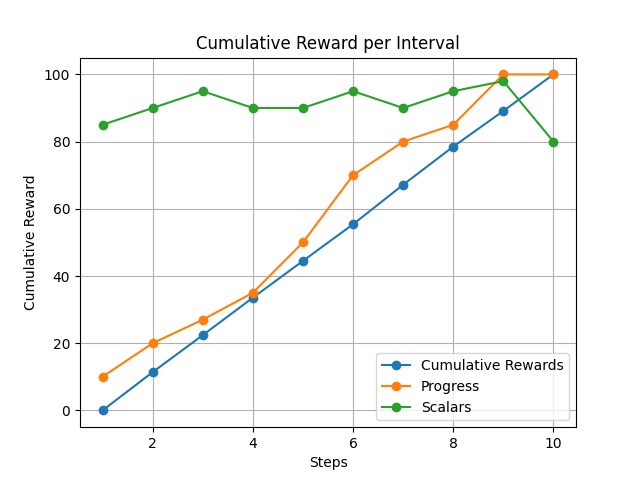 Cumulative Reward per Interval
Cumulative Reward
100
80
60
40
20
0
2 4 6 8 10
Steps
Cumulative Rewards
Progress
Scalars